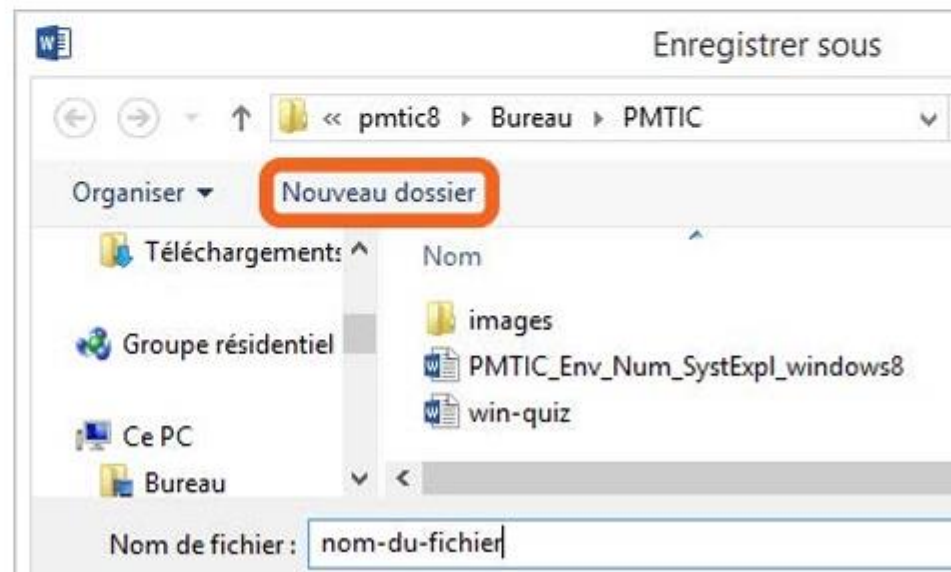 Enregistrer sous
« pmtic8 Bureau PMTIC
Organiser Nouveau dossier
Téléchargements
Nom
images
Groupe résidentiel
PMTIC_Env_Num_SystExpl_windows8
win-quiz
Ce PC
Bureau
Nom de fichier : nom-du-fichier